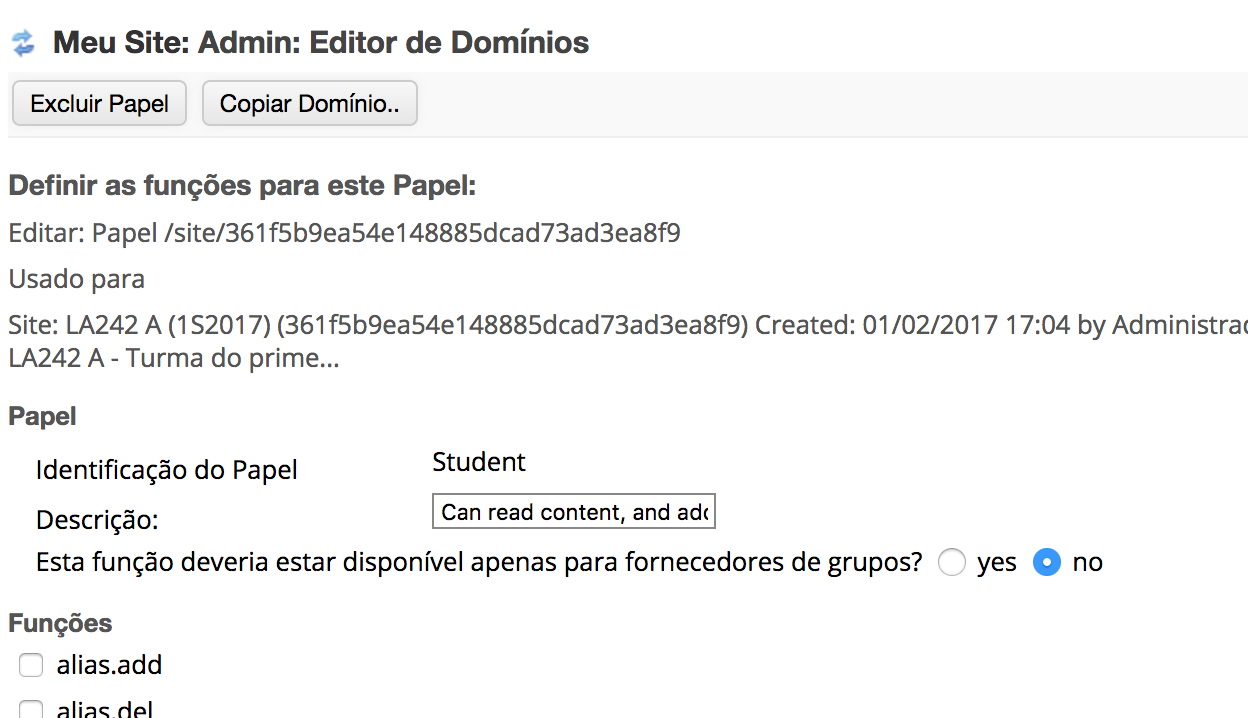 Meu Site: Admin: Editor de Domínios
Excluir Papel Copiar Domínio..
Definir as funções para este Papel:
Editar: Papel /site/361f5b9ea54e148885dcad73ad3ea8f9
Usado para
Site: LA242 A (1S2017) (361f5b9ea54e148885dcad73ad3ea8f9) Created: 01/02/2017 17:04 by
LA242 A - Turma do prime...
Papel
Identificação do Papel Student
Descrição: Can read content, and
Esta função deveria estar disponível apenas para fornecedores de grupos? yes no
Funções
alias.add
alias.del